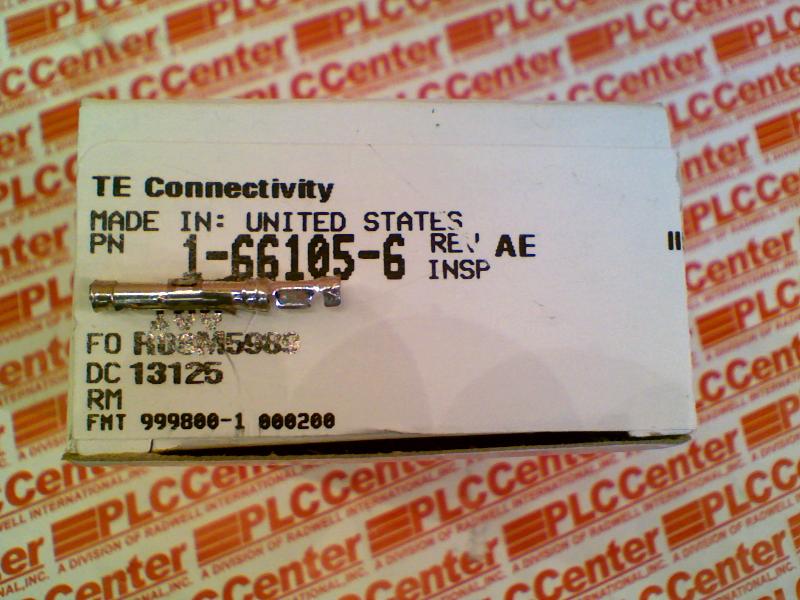 TE Connectivity
MADE IN: UNITED STATES
PN 1-66105-6 REV AE
INSP
FO
DC 13125
RM
FMT 999800-1 000200
PLCCenter
A DIVISION OF RADWELL INTERNATIONAL, INC.